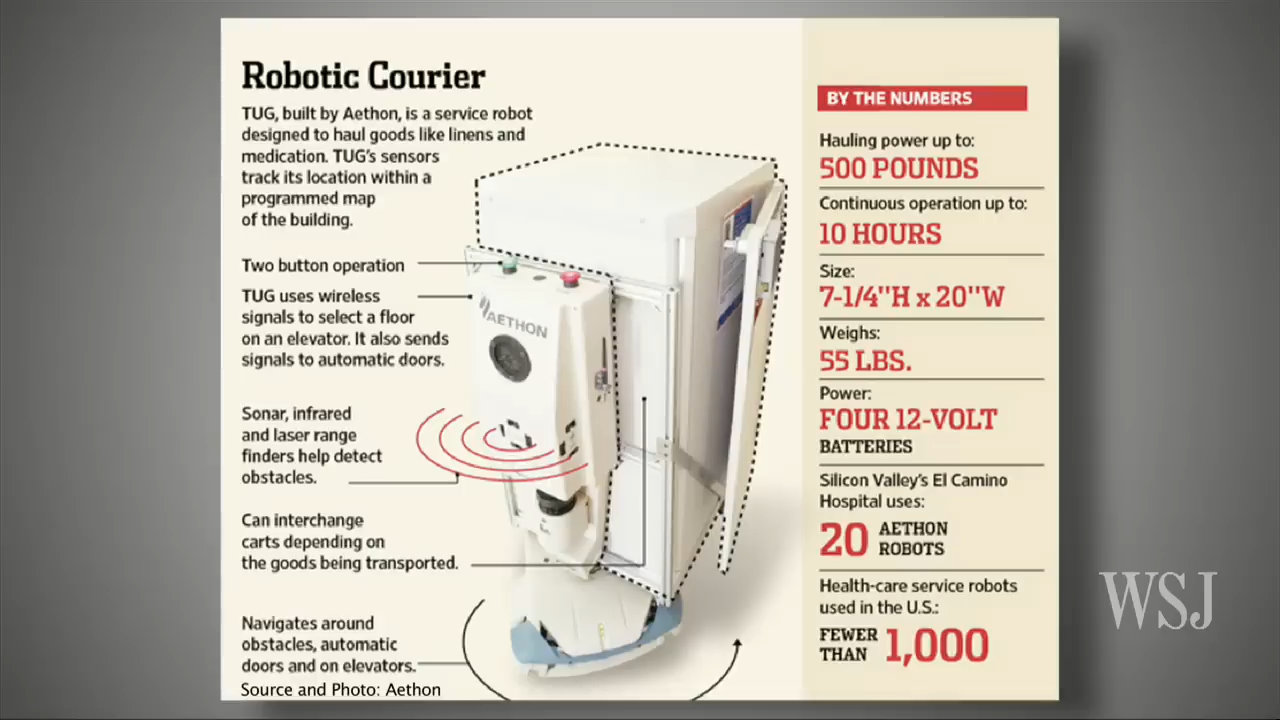 Robotic Courier
TUG, built by Aethon, is a service robot
designed to haul goods like linens and
medication. TUG's sensors
track its location within a
programmed map
of the building.
Two button operation
TUG uses wireless
signals to select a floor
on an elevator. It also sends
signals to automatic doors.
Sonar, infrared
and laser range
finders help detect
obstacles.
Can interchange
carts depending on
the goods being transported.
Navigates around
obstacles, automatic
doors and on elevators.
Source and Photo: Aethon
AETHON
BY THE NUMBERS
Hauling power up to:
500 POUNDS
Continuous operation up to:
10 HOURS
Size:
7-1/4''H x 20''W
Weighs:
55 LBS.
Power:
FOUR 12-VOLT
BATTERIES
Silicon Valley's El Camino
Hospital uses:
20 AETHON
ROBOTS
Health-care service robots
used in the U.S.:
FEWER
THAN 1,000
WSJ